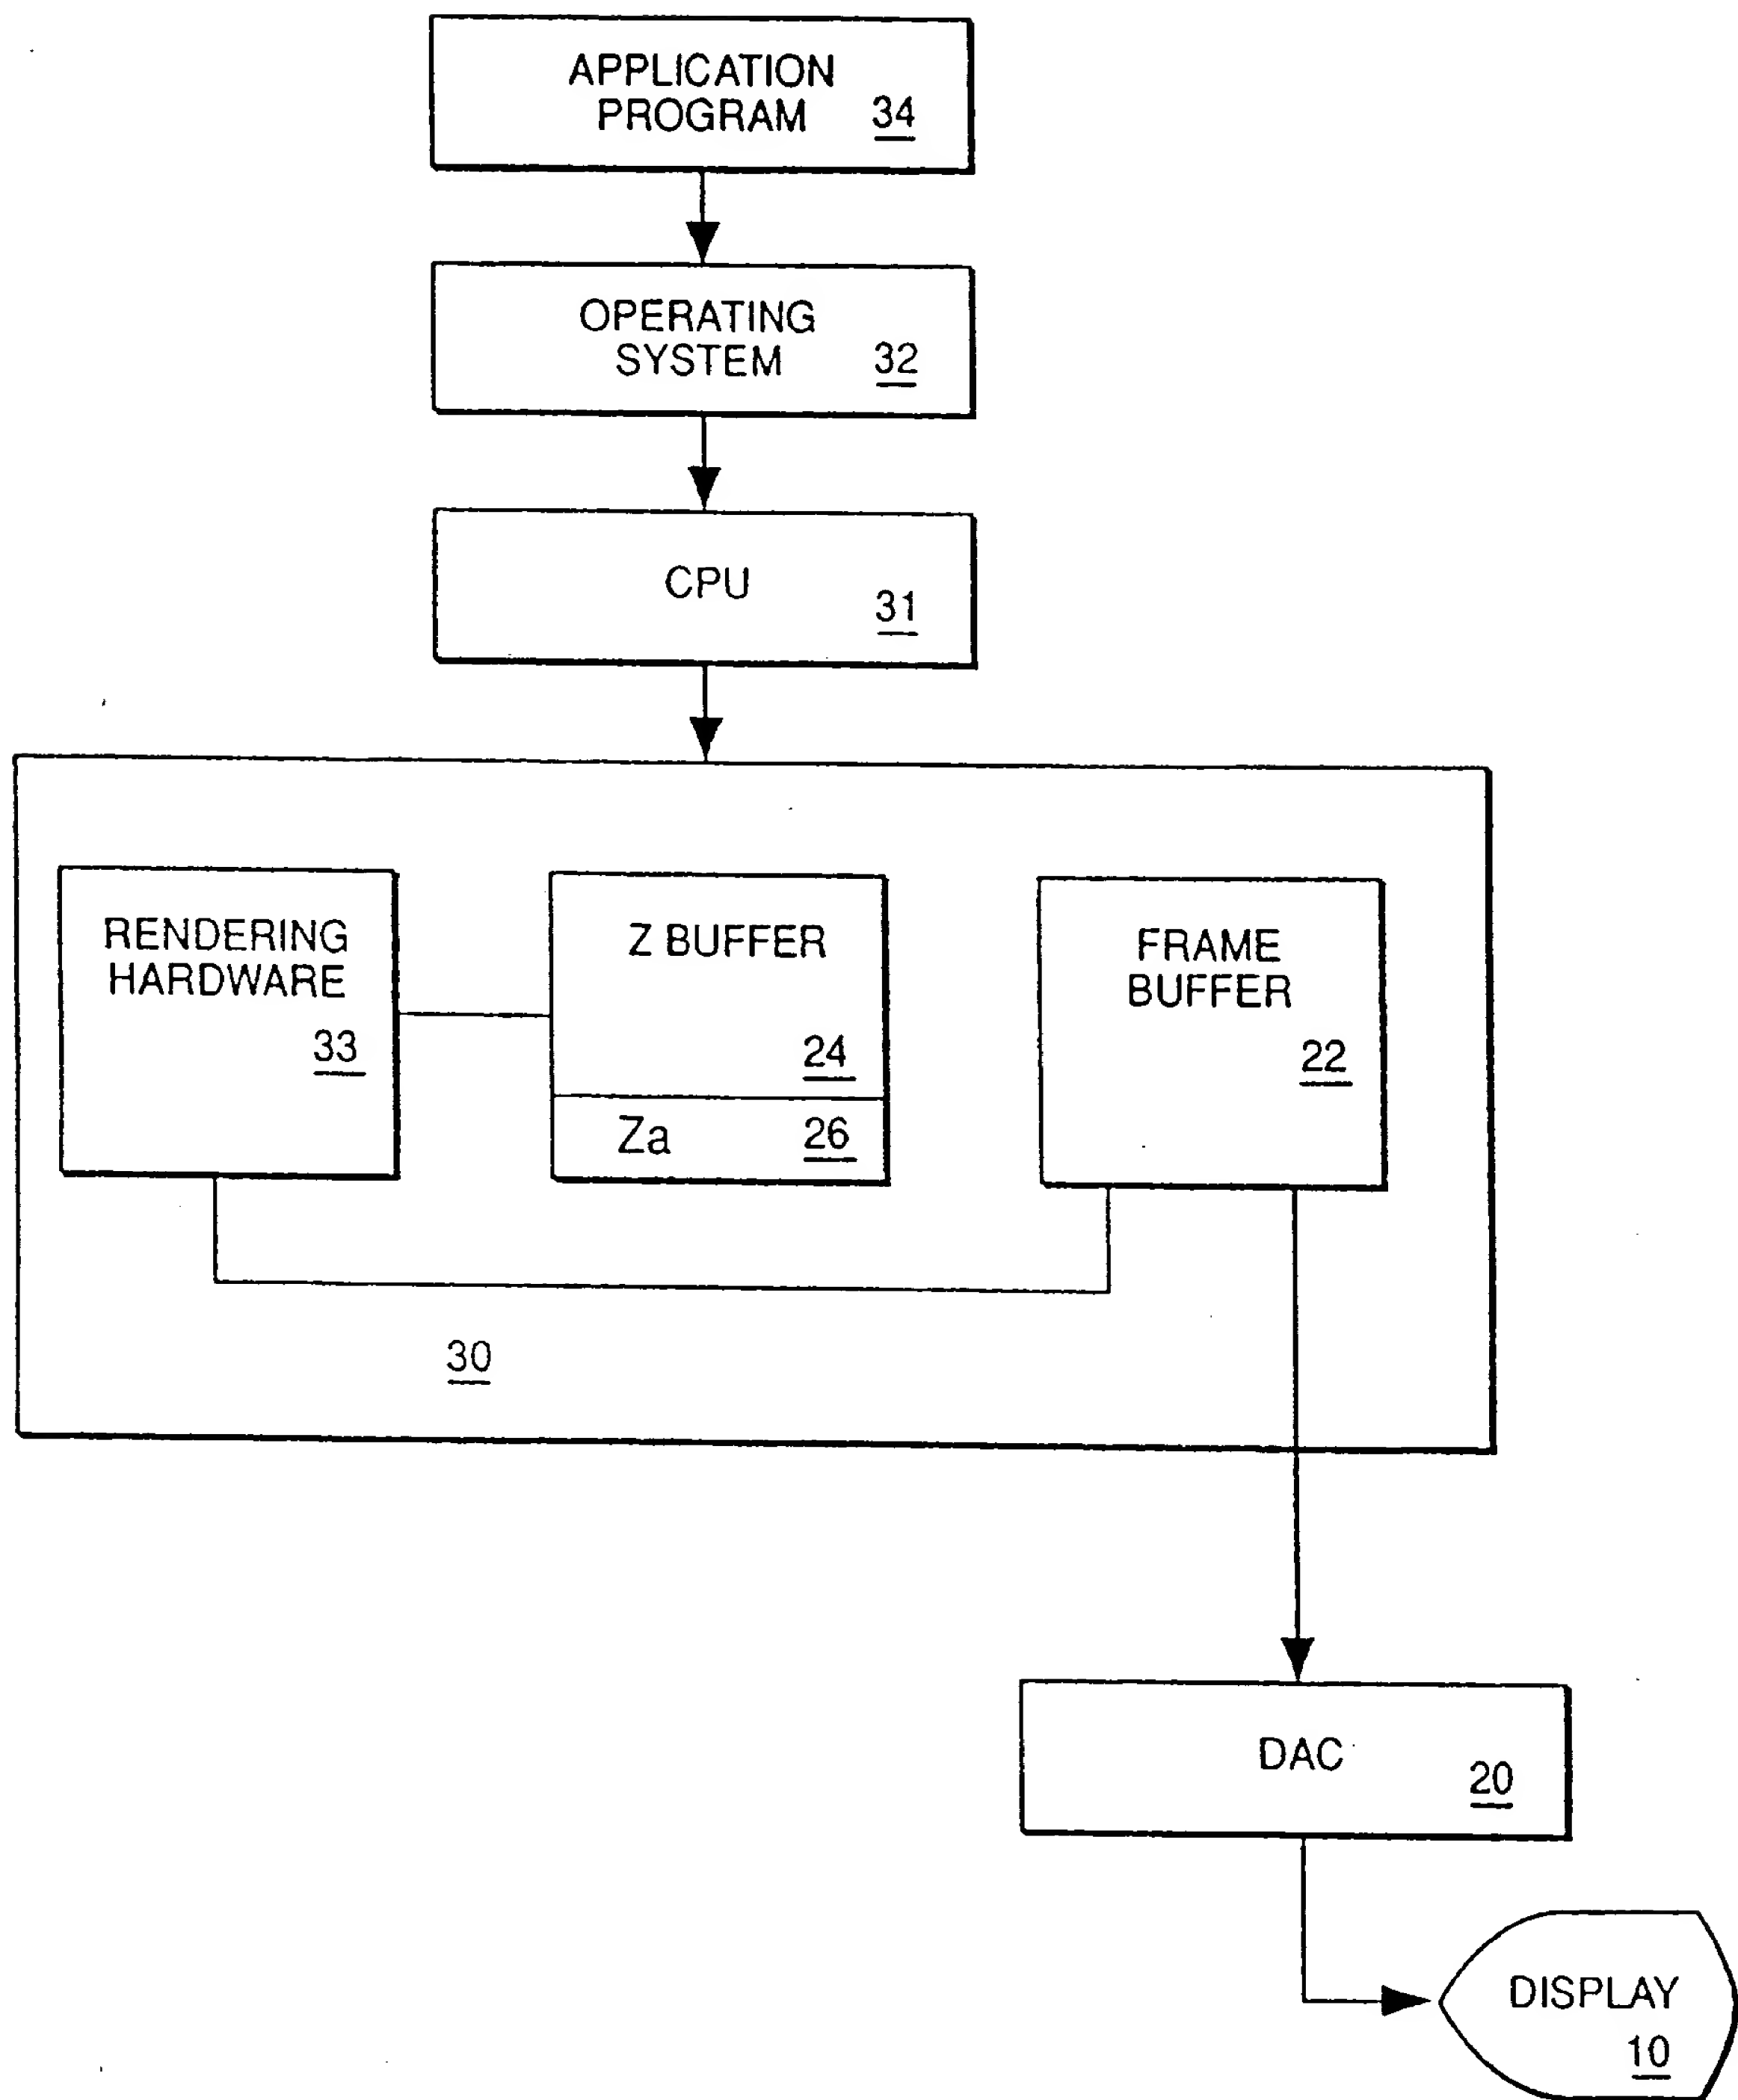 APPLICATION
PROGRAM 34
OPERATING
SYSTEM 32
CPU
31
RENDERING
HARDWARE
33
Z BUFFER
24
Za 26
FRAME
BUFFER
22
30
DAC
20
DISPLAY
10